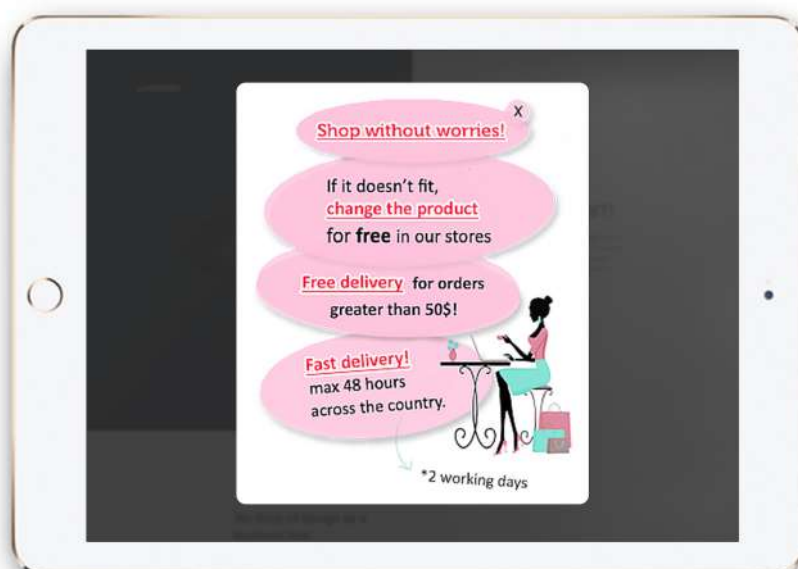 X
Shop without worries!
If it doesn't fit,
change the product
for free in our stores
Free delivery for orders
greater than 50$!
Fast delivery!
max 48 hours
across the country.
*2 working days